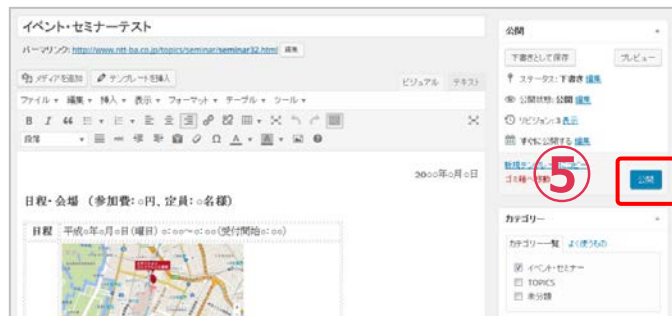 イベント・セミナーテスト
パーマリンク: http://www.ntt-ba.co.jp/topics/seminar/seminar32.html 編集
メディアを追加 テンプレートを挿入
ビジュアル テキスト
ファイル 編集 挿入 表示 フォーマット テーブル ツール
段落
2000年○月○日
日程・会場 （参加費:○円、定員:○名様）
日程 平成○年○月○日(曜日) ○:○○～○:○○(受付開始○:○○)
公開
下書きとして保存 プレビュー
ステータス: 下書き 編集
公開状態: 公開 編集
リビジョン: 3 表示
すぐに公開する 編集
ゴミ箱へ移動
⑤
公開
カテゴリー
カテゴリー一覧 よく使うもの
イベント・セミナー
TOPICS
未分類